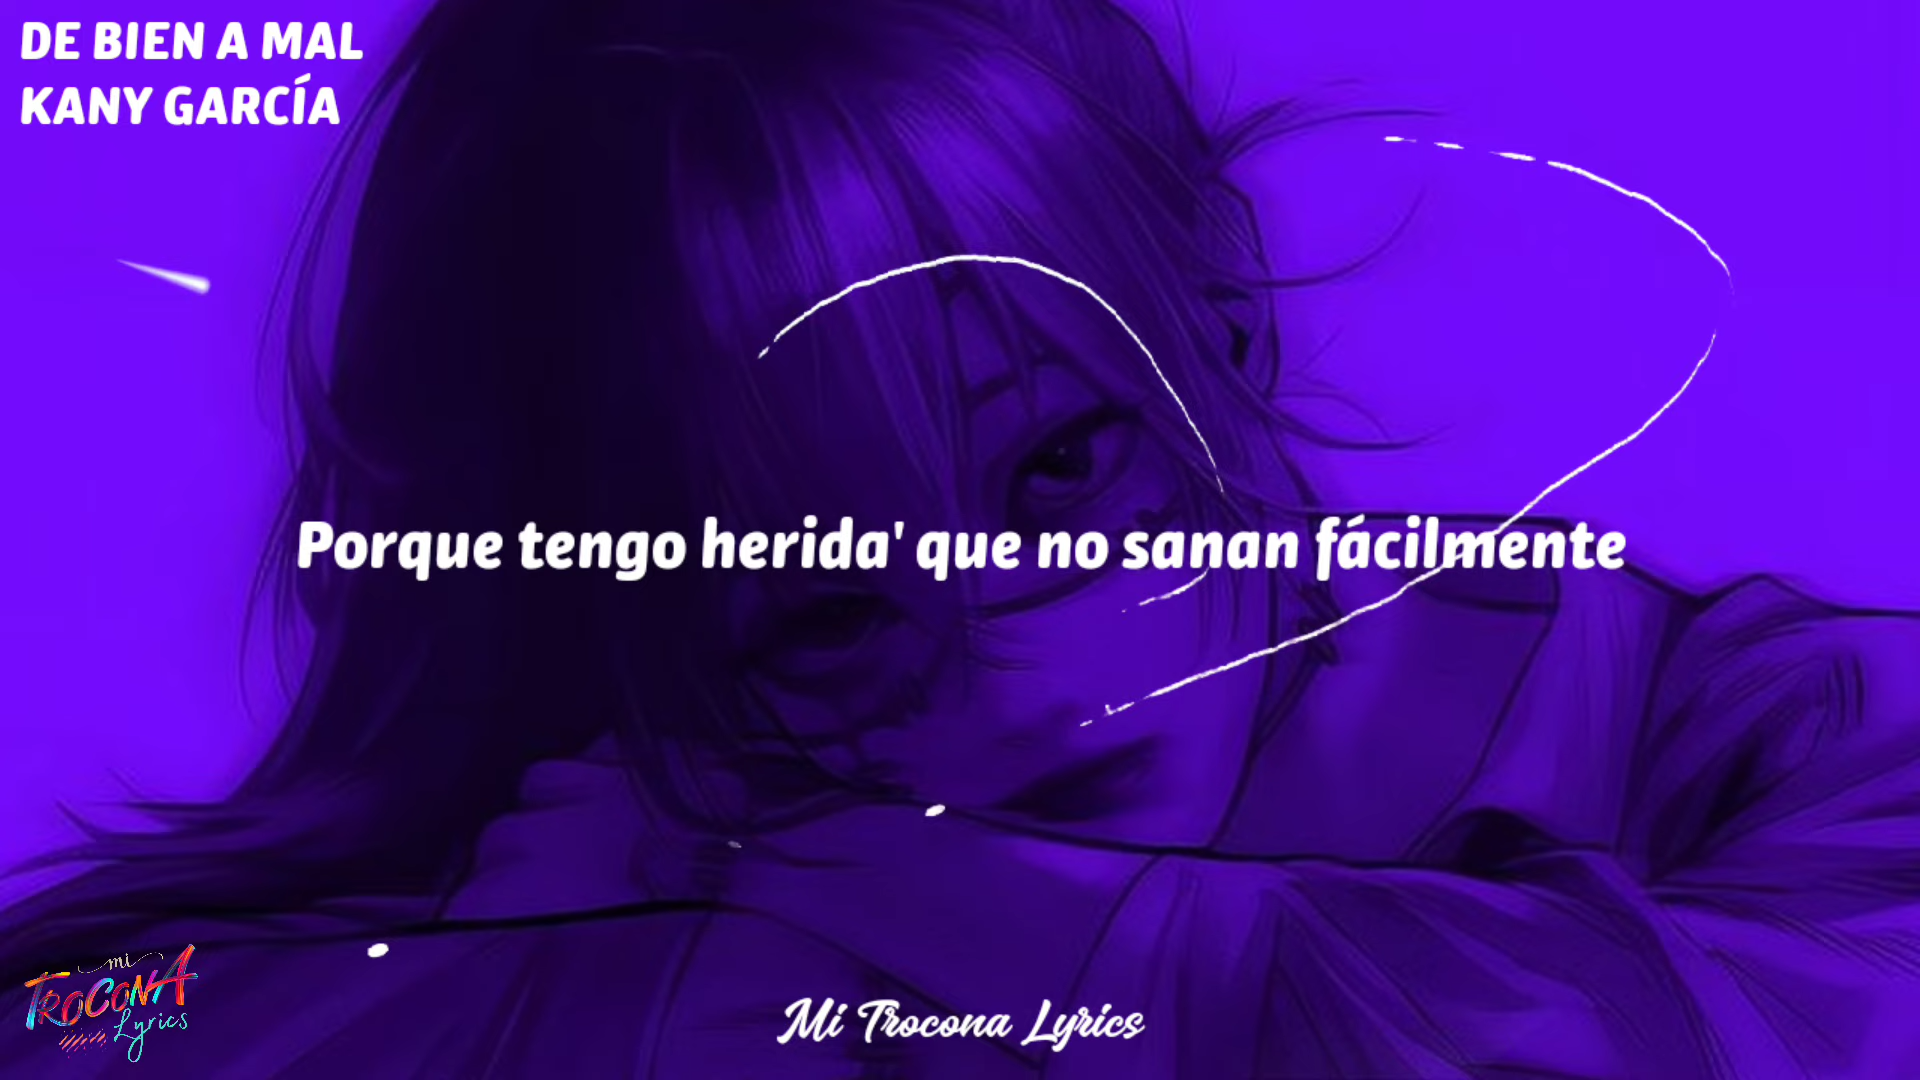 DE BIEN A MAL
KANY GARCÍA
Porque tengo herida' que no sanan fácilmente
mi
TROCONA
Lyrics
Mi Trocona Lyrics